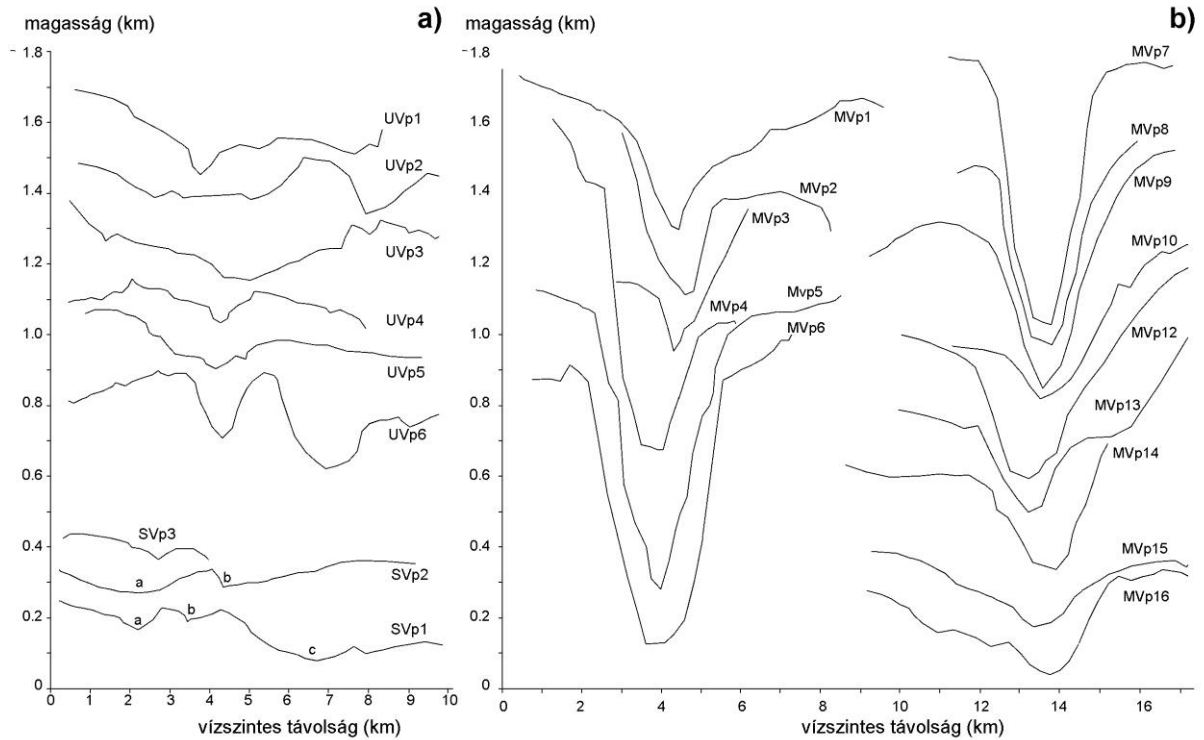 magasság (km)
a)
1.8
1.6
1.4
1.2
1.0
0.8
0.6
0.4
0.2
0
UVp1
UVp2
UVp3
UVp4
UVp5
UVp6
SVp3
a
b
SVp2
a
b
SVp1
c
0 1 2 3 4 5 6 7 8 9 10
vízszintes távolság (km)
magasság (km)
b)
1.8
1.6
1.4
1.2
1.0
0.8
0.6
0.4
0.2
0
MVp1
MVp2
MVp3
MVp4
Mvp5
MVp6
MVp7
MVp8
MVp9
MVp10
MVp12
MVp13
MVp14
MVp15
MVp16
0 2 4 6 8 10 12 14 16
vízszintes távolság (km)